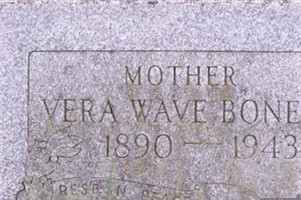 MOTHER
VERA WAVE BONE
1890 — 1943
REST IN PEACE